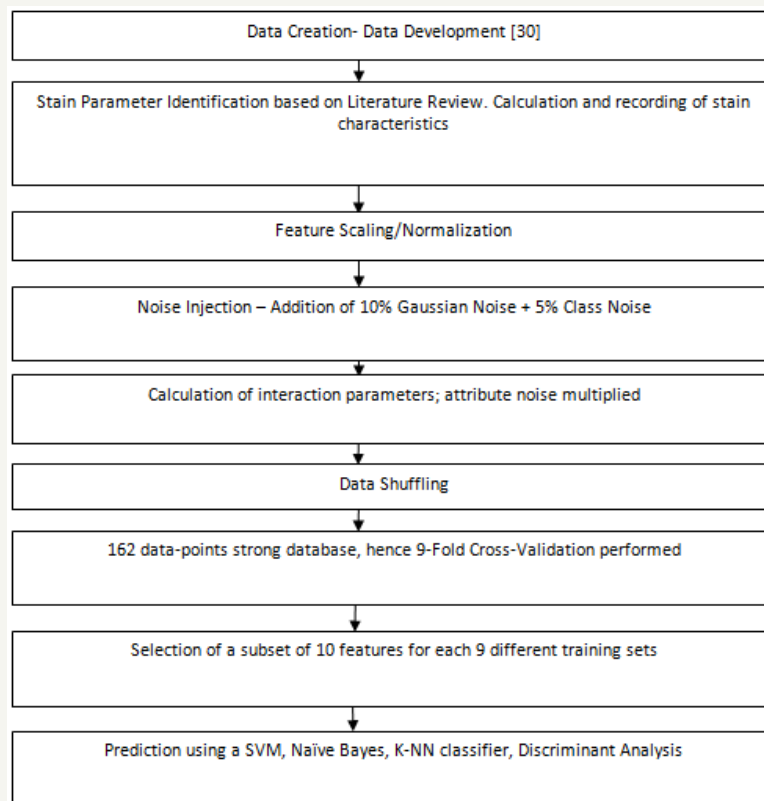 Data Creation- Data Development [30]
Stain Parameter Identification based on Literature Review. Calculation and recording of stain
characteristics
Feature Scaling/Normalization
Noise Injection – Addition of 10% Gaussian Noise + 5% Class Noise
Calculation of interaction parameters; attribute noise multiplied
Data Shuffling
162 data-points strong database, hence 9-Fold Cross-Validation performed
Selection of a subset of 10 features for each 9 different training sets
Prediction using a SVM, Naïve Bayes, K-NN classifier, Discriminant Analysis